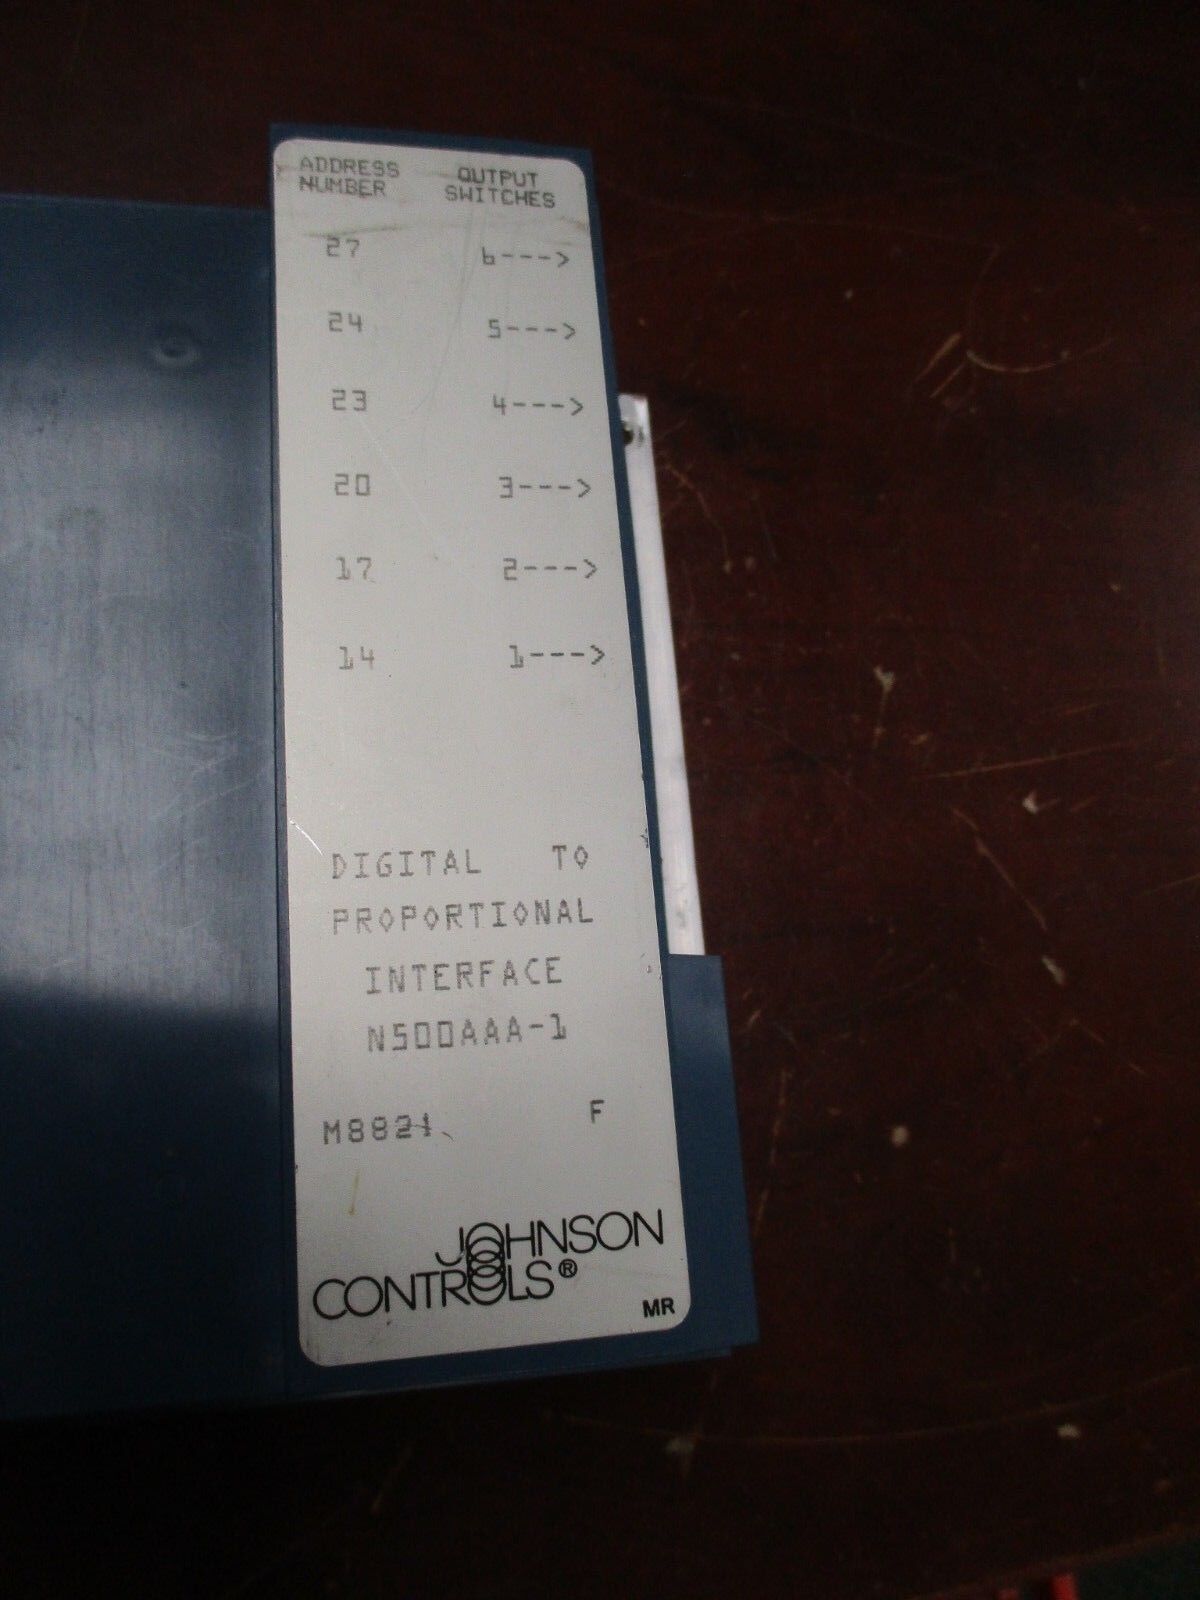 ADDRESS NUMBER
OUTPUT SWITCHES
27 6--->
24 5--->
23 4--->
20 3--->
17 2--->
14 1--->
DIGITAL TO
PROPORTIONAL
INTERFACE
N500AAA-1
M8821 F
JOHNSON
CONTROLS®
MR